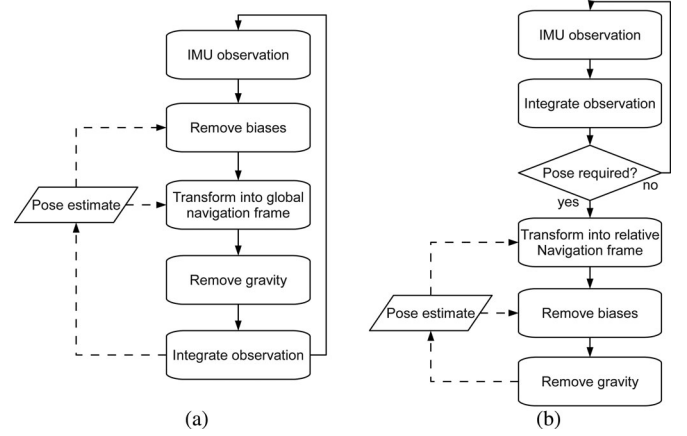 IMU observation
Remove biases
Pose estimate
Transform into global
navigation frame
Remove gravity
Integrate observation
(a)
IMU observation
Integrate observation
Pose required?
no
yes
Transform into relative
Navigation frame
Pose estimate
Remove biases
Remove gravity
(b)